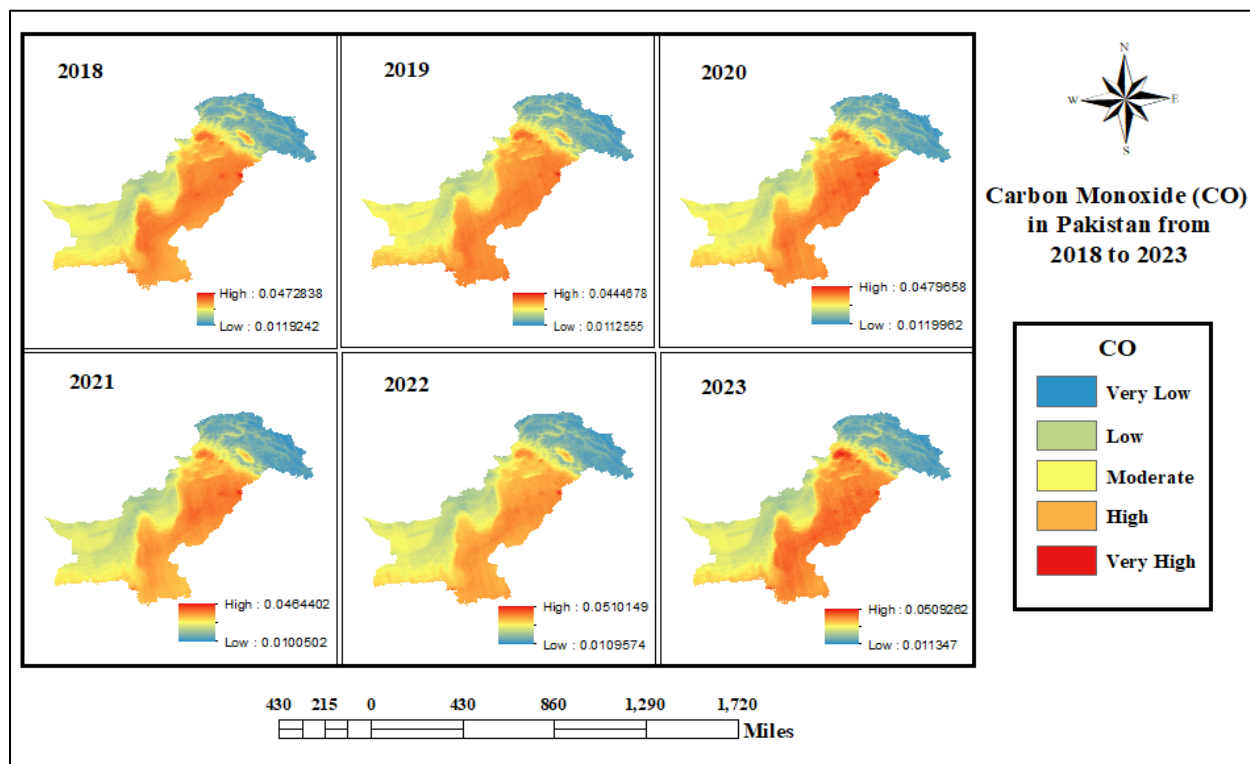 2018
High : 0.0472838
Low : 0.0119242
2019
High : 0.0444678
Low : 0.0112555
2020
High : 0.0479658
Low : 0.0119962
2021
High : 0.0464402
Low : 0.0100502
2022
High : 0.0510149
Low : 0.0109574
2023
High : 0.0509262
Low : 0.011347
N
W
E
S
Carbon Monoxide (CO)
in Pakistan from
2018 to 2023
CO
Very Low
Low
Moderate
High
Very High
430 215 0 430 860 1,290 1,720
Miles